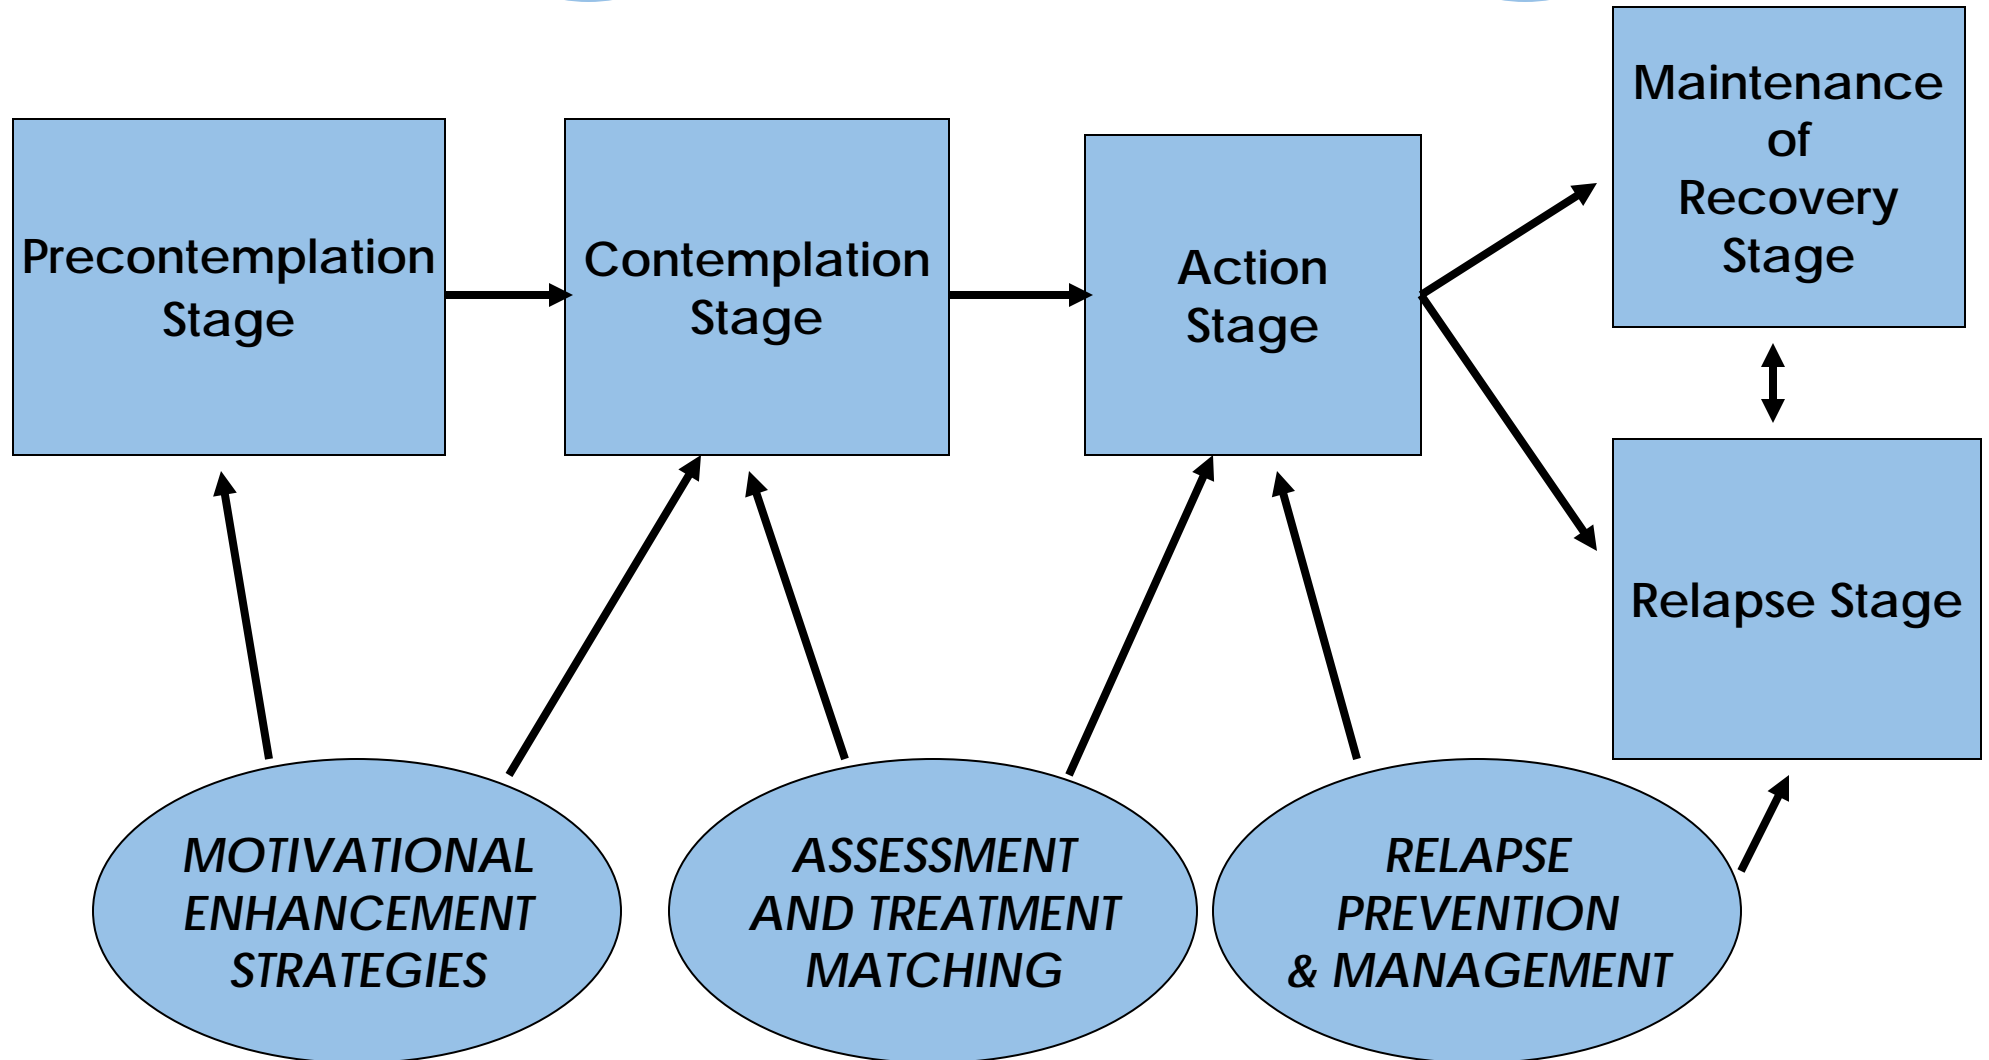 Precontemplation
Stage
Contemplation
Stage
Action
Stage
Maintenance
of
Recovery
Stage
Relapse Stage
MOTIVATIONAL
ENHANCEMENT
STRATEGIES
ASSESSMENT
AND TREATMENT
MATCHING
RELAPSE
PREVENTION
& MANAGEMENT